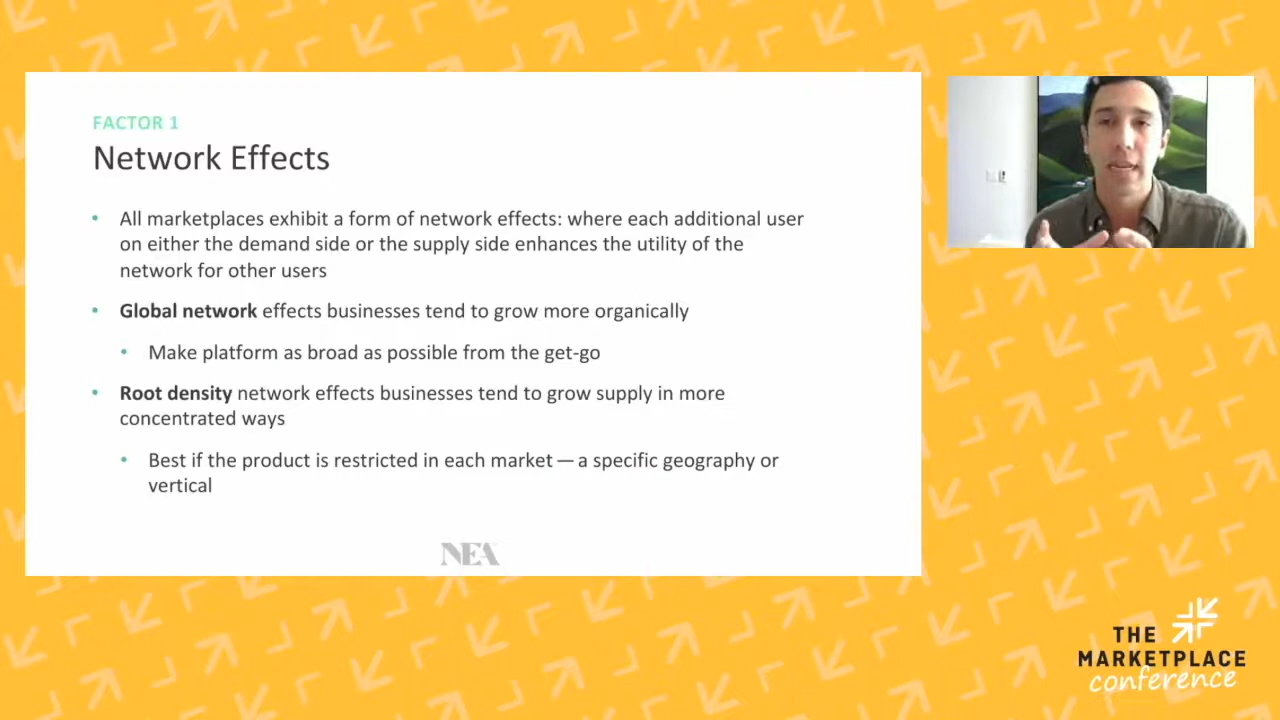 FACTOR 1
Network Effects
• All marketplaces exhibit a form of network effects: where each additional user
on either the demand side or the supply side enhances the utility of the
network for other users
• Global network effects businesses tend to grow more organically
• Make platform as broad as possible from the get-go
• Root density network effects businesses tend to grow supply in more
concentrated ways
• Best if the product is restricted in each market — a specific geography or
vertical
NEA
THE
MARKETPLACE
conference